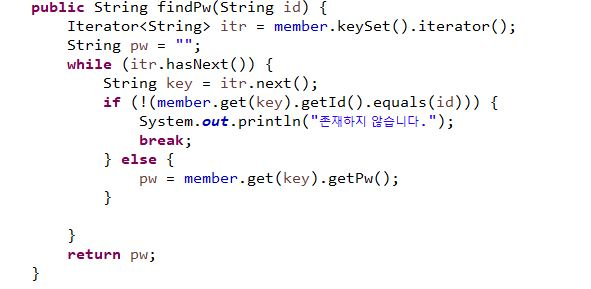 public String findPw(String id) {
    Iterator<String> itr = member.keySet().iterator();
    String pw = "";
    while (itr.hasNext()) {
        String key = itr.next();
        if (!(member.get(key).getId().equals(id))) {
            System.out.println("존재하지 않습니다.");
            break;
        } else {
            pw = member.get(key).getPw();
        }

    }
    return pw;
}